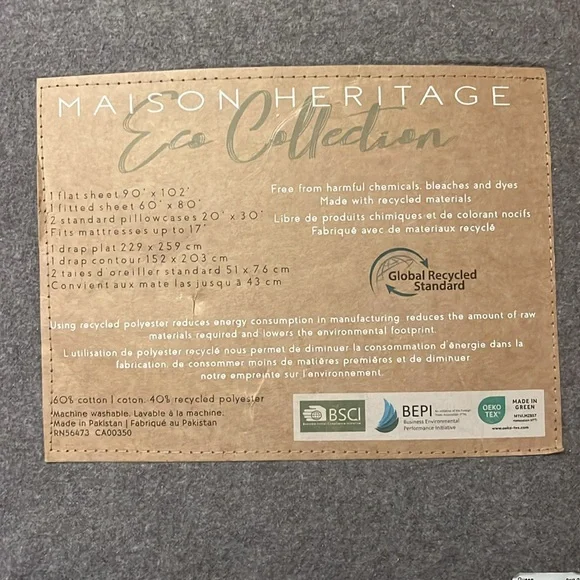 MAISON HERITAGE
Eco Collection
1 flat sheet 90" x 102"
1 fitted sheet 60" x 80"
2 standard pillowcases 20" x 30"
Fits mattresses up to 17"
1 drap plat 229 x 259 cm
1 drap contour 152 x 203 cm
2 taies d'oreiller standard 51 x 76 cm
Convient aux mate las jusqu'à 43 cm
Free from harmful chemicals, bleaches and dyes
Made with recycled materials
Libre de produits chimiques et de colorant nocifs
Fabriqué avec de materiaux recyclé
Global Recycled
Standard
Using recycled polyester reduces energy consumption in manufacturing, reduces the amount of raw
materials required and lowers the environmental footprint.
L'utilisation de polyester recyclé nous permet de diminuer la consommation d'énergie dans la
fabrication, de consommer moins de matières premières et de diminuer
notre empreinte sur l'environnement.
60% cotton | coton, 40% recycled polyester
Machine washable. Lavable à la machine.
Made in Pakistan | Fabriqué au Pakistan
RN56473 CA00350
BSCI
BEPI
Business Environmental
Performance Initiative
OEKO
TEX
MADE IN
GREEN
www.oeko-tex.com
Queen